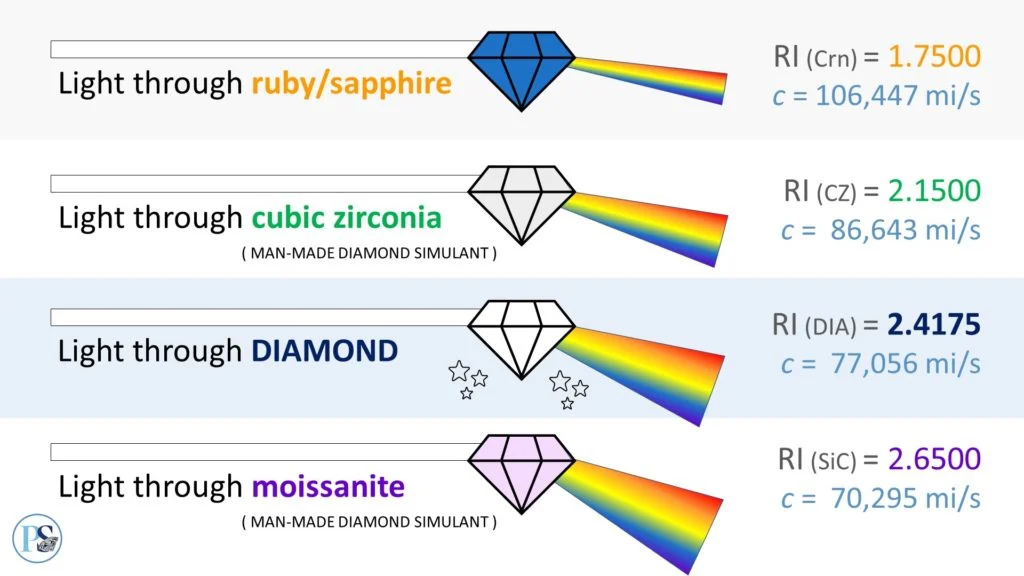 Light through ruby/sapphire
RI (Crn) = 1.7500
c = 106,447 mi/s
Light through cubic zirconia
( MAN-MADE DIAMOND SIMULANT )
RI (CZ) = 2.1500
c = 86,643 mi/s
Light through DIAMOND
RI (DIA) = 2.4175
c = 77,056 mi/s
Light through moissanite
( MAN-MADE DIAMOND SIMULANT )
RI (SiC) = 2.6500
c = 70,295 mi/s
PS